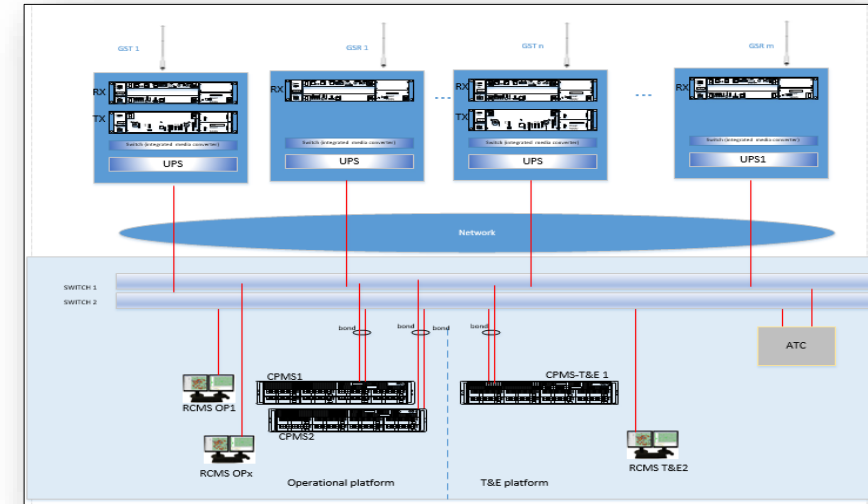 GST 1
GSR 1
GST n
GSR m
RX
RX
RX
RX
TX
TX
Switch (integrated media converter)
Switch (integrated media converter)
Switch (integrated media converter)
Switch (integrated media converter)
UPS
UPS
UPS
UPS1
Network
SWITCH 1
SWITCH 2
bond
bond
bond
bond
ATC
CPMS1
CPMS-T&E 1
RCMS OP1
CPMS2
RCMS OPx
RCMS T&E2
Operational platform
T&E platform